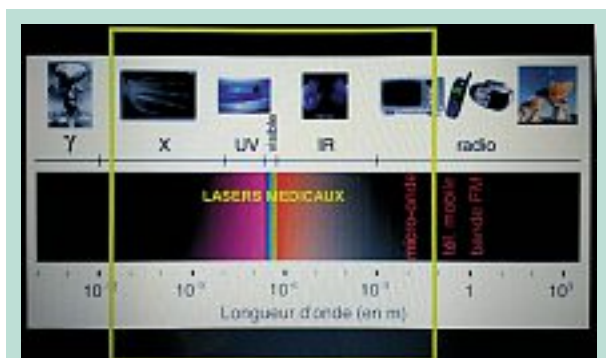 γ X UV visible IR radio
LASERS MEDICAUX
micro-onde
tél. mobile
bande FM
1
Longueur d'onde (en m)